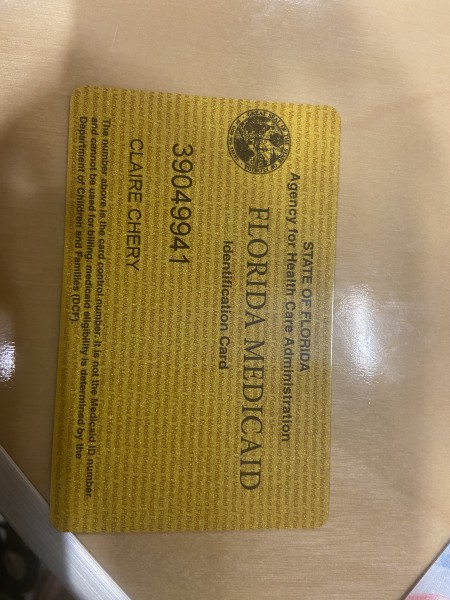 STATE OF FLORIDA
Agency for Health Care Administration
FLORIDA MEDICAID
Identification Card
39049941
CLAIRE CHERY
The number above is the card control number. It is not the Medicaid ID number.
and cannot be used for billing. medicaid eligibility is determined by the
Department of Children and Families (DCF).